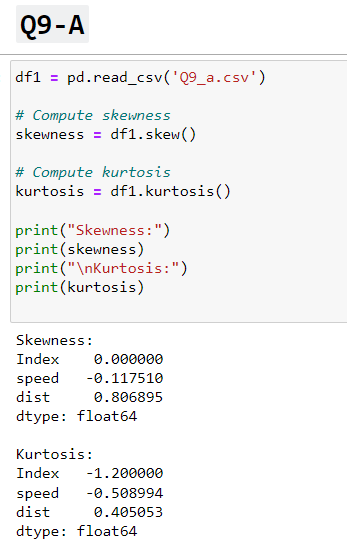 Q9-A
df1 = pd.read_csv('Q9_a.csv')
# Compute skewness
skewness = df1.skew()
# Compute kurtosis
kurtosis = df1.kurtosis()
print("Skewness:")
print(skewness)
print("\nKurtosis:")
print(kurtosis)
Skewness:
Index    0.000000
speed   -0.117510
dist     0.806895
dtype: float64
Kurtosis:
Index   -1.200000
speed   -0.508994
dist     0.405053
dtype: float64